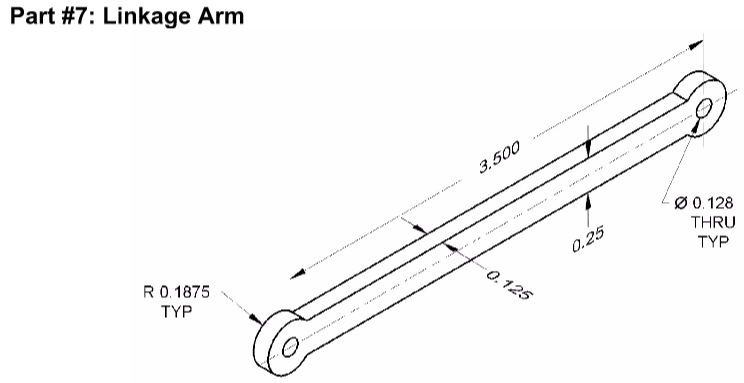 Part #7: Linkage Arm
3.500
Ø 0.128
THRU
TYP
0.25
0.125
R 0.1875
TYP